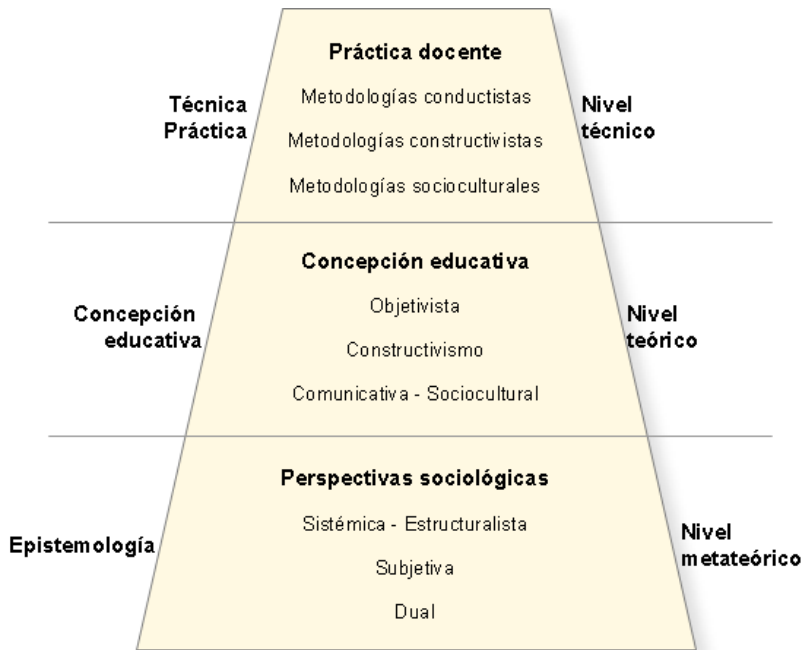 Práctica docente
Metodologías conductistas
Técnica
Práctica
Nivel
técnico
Metodologías constructivistas
Metodologías socioculturales
Concepción educativa
Objetivista
Concepción
educativa
Nivel
teórico
Constructivismo
Comunicativa - Sociocultural
Perspectivas sociológicas
Sistémica - Estructuralista
Epistemología
Nivel
metateórico
Subjetiva
Dual